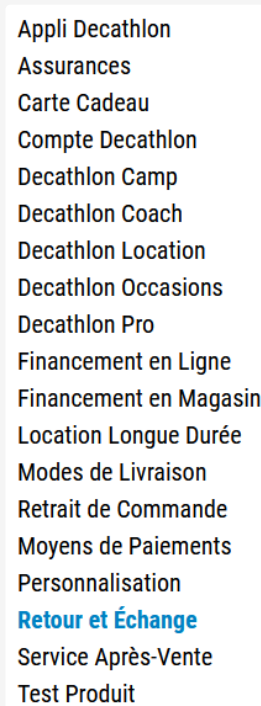 Appli Decathlon
Assurances
Carte Cadeau
Compte Decathlon
Decathlon Camp
Decathlon Coach
Decathlon Location
Decathlon Occasions
Decathlon Pro
Financement en Ligne
Financement en Magasin
Location Longue Durée
Modes de Livraison
Retrait de Commande
Moyens de Paiements
Personnalisation
Retour et Échange
Service Après-Vente
Test Produit